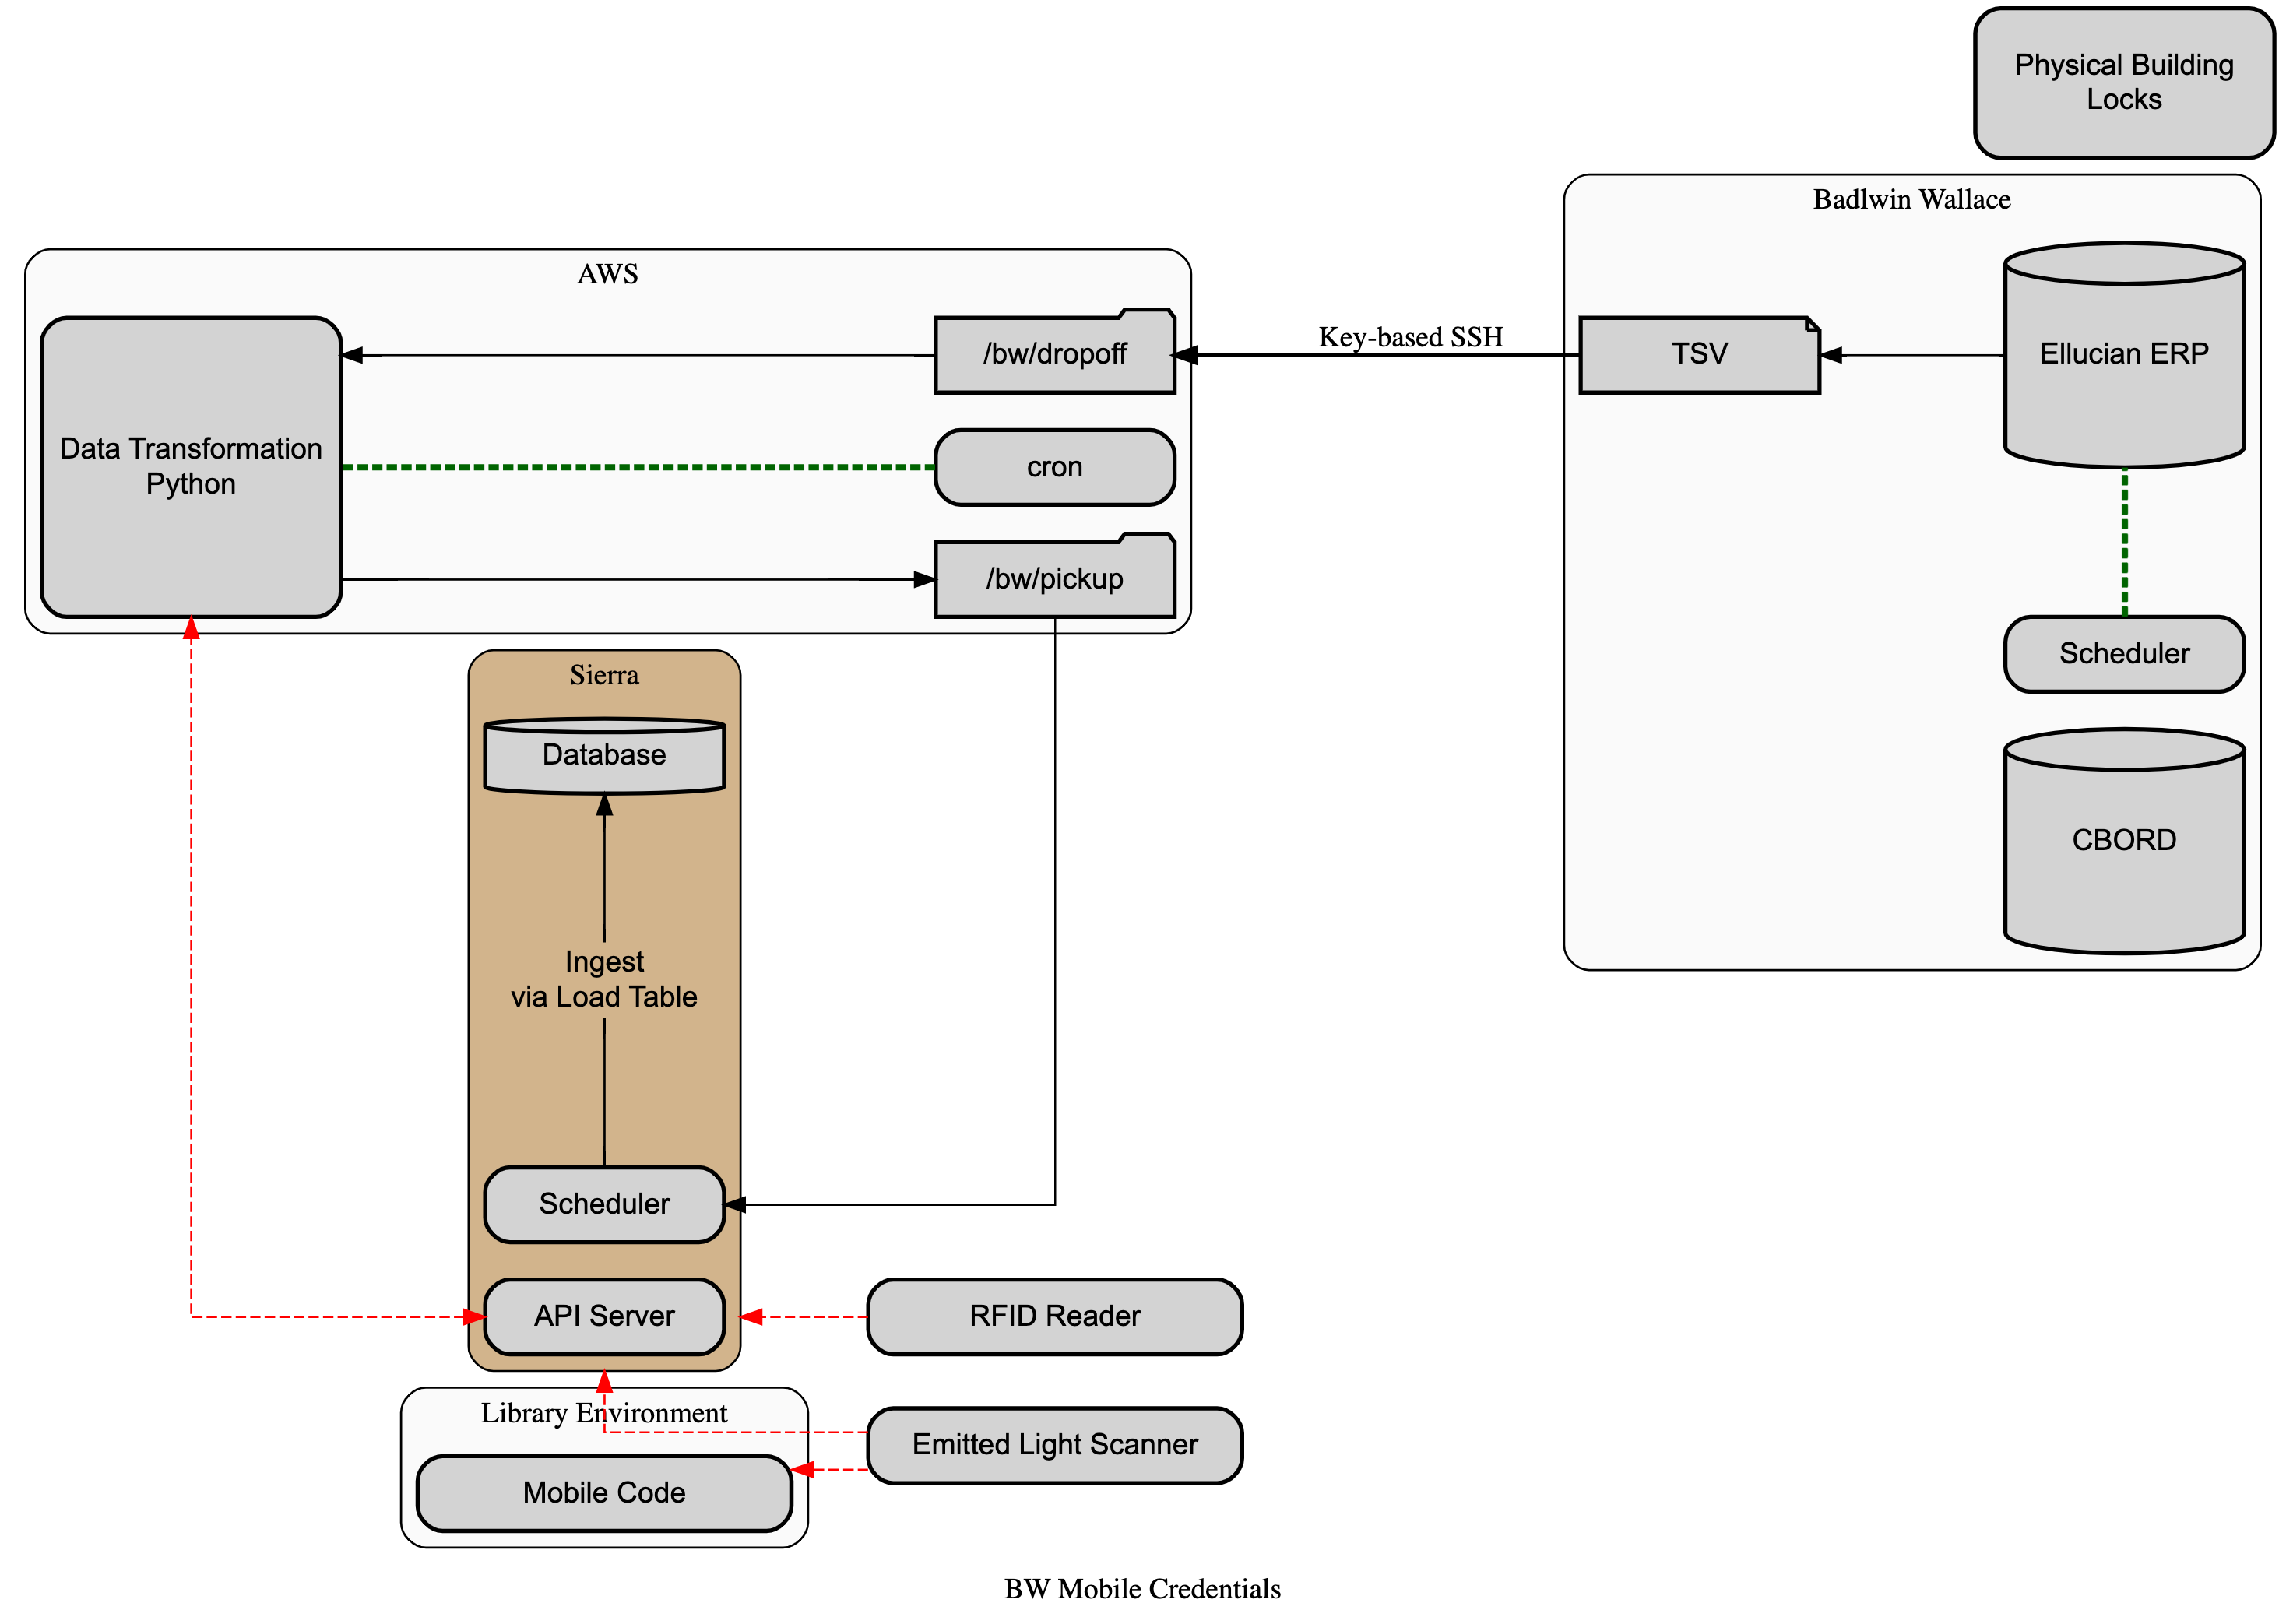 Physical Building
Locks
Badlwin Wallace
AWS
/bw/dropoff
Key-based SSH
TSV
Ellucian ERP
Data Transformation
Python
cron
/bw/pickup
Scheduler
Sierra
Database
CBORD
Ingest
via Load Table
Scheduler
API Server
RFID Reader
Library Environment
Emitted Light Scanner
Mobile Code
BW Mobile Credentials